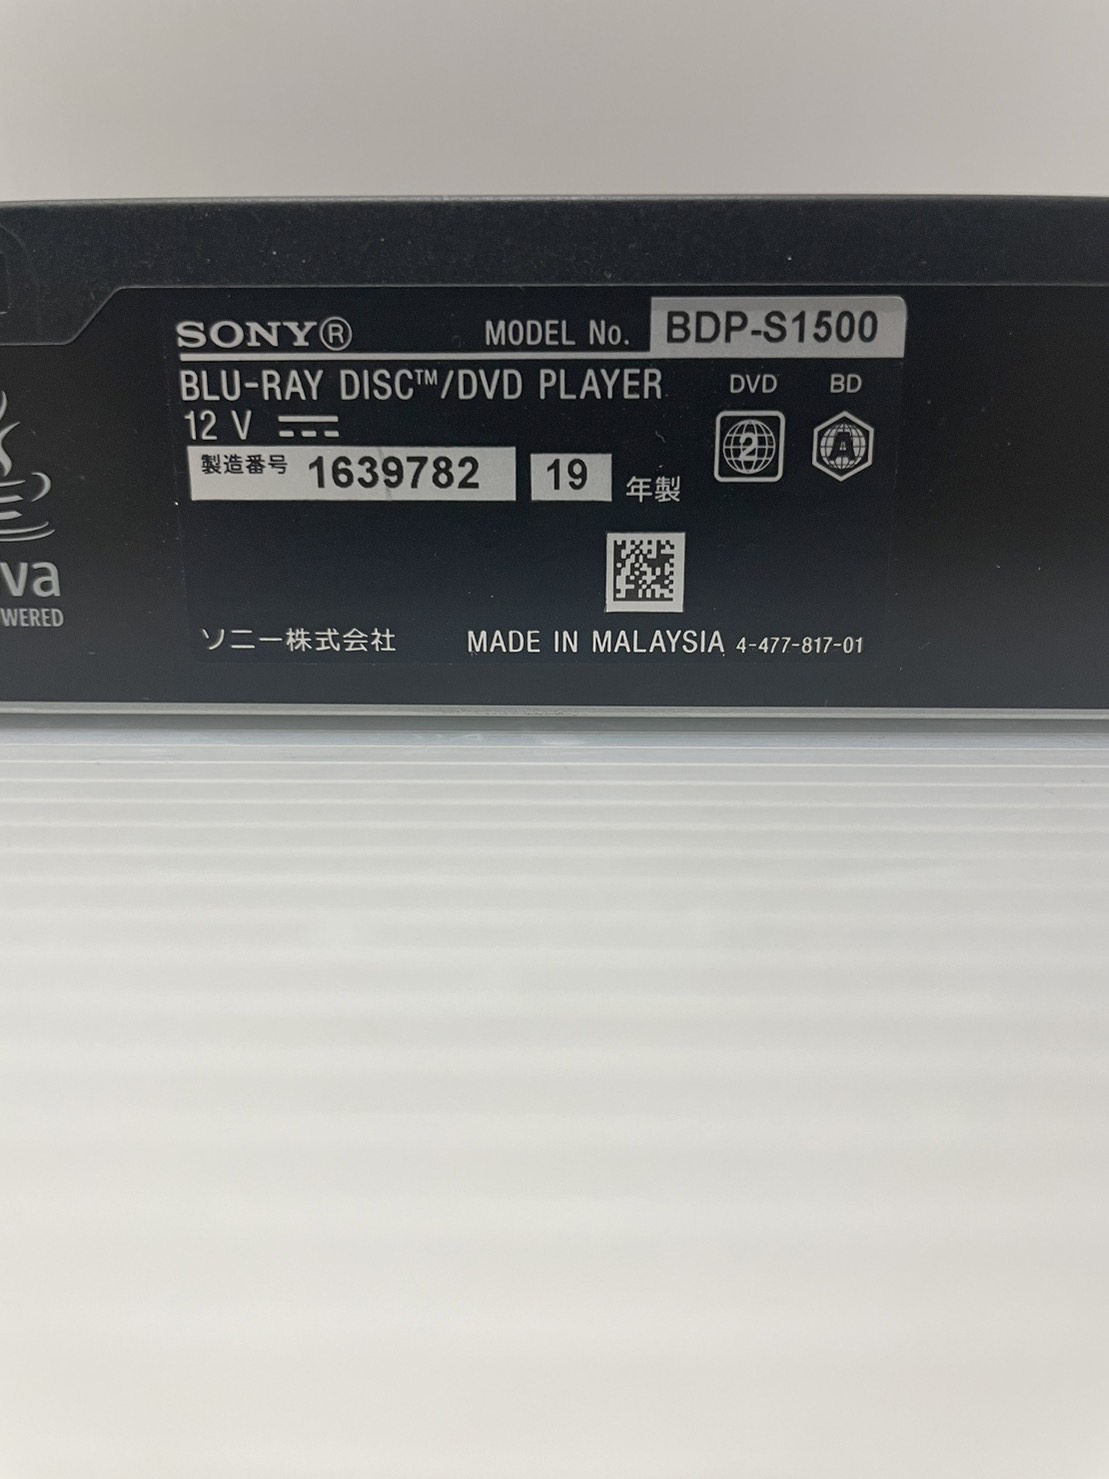 SONY® MODEL No. BDP-S1500
BLU-RAY DISC™/DVD PLAYER DVD BD
12 V ⎓
2 A
製造番号 1639782 19 年製
ソニー株式会社 MADE IN MALAYSIA 4-477-817-01